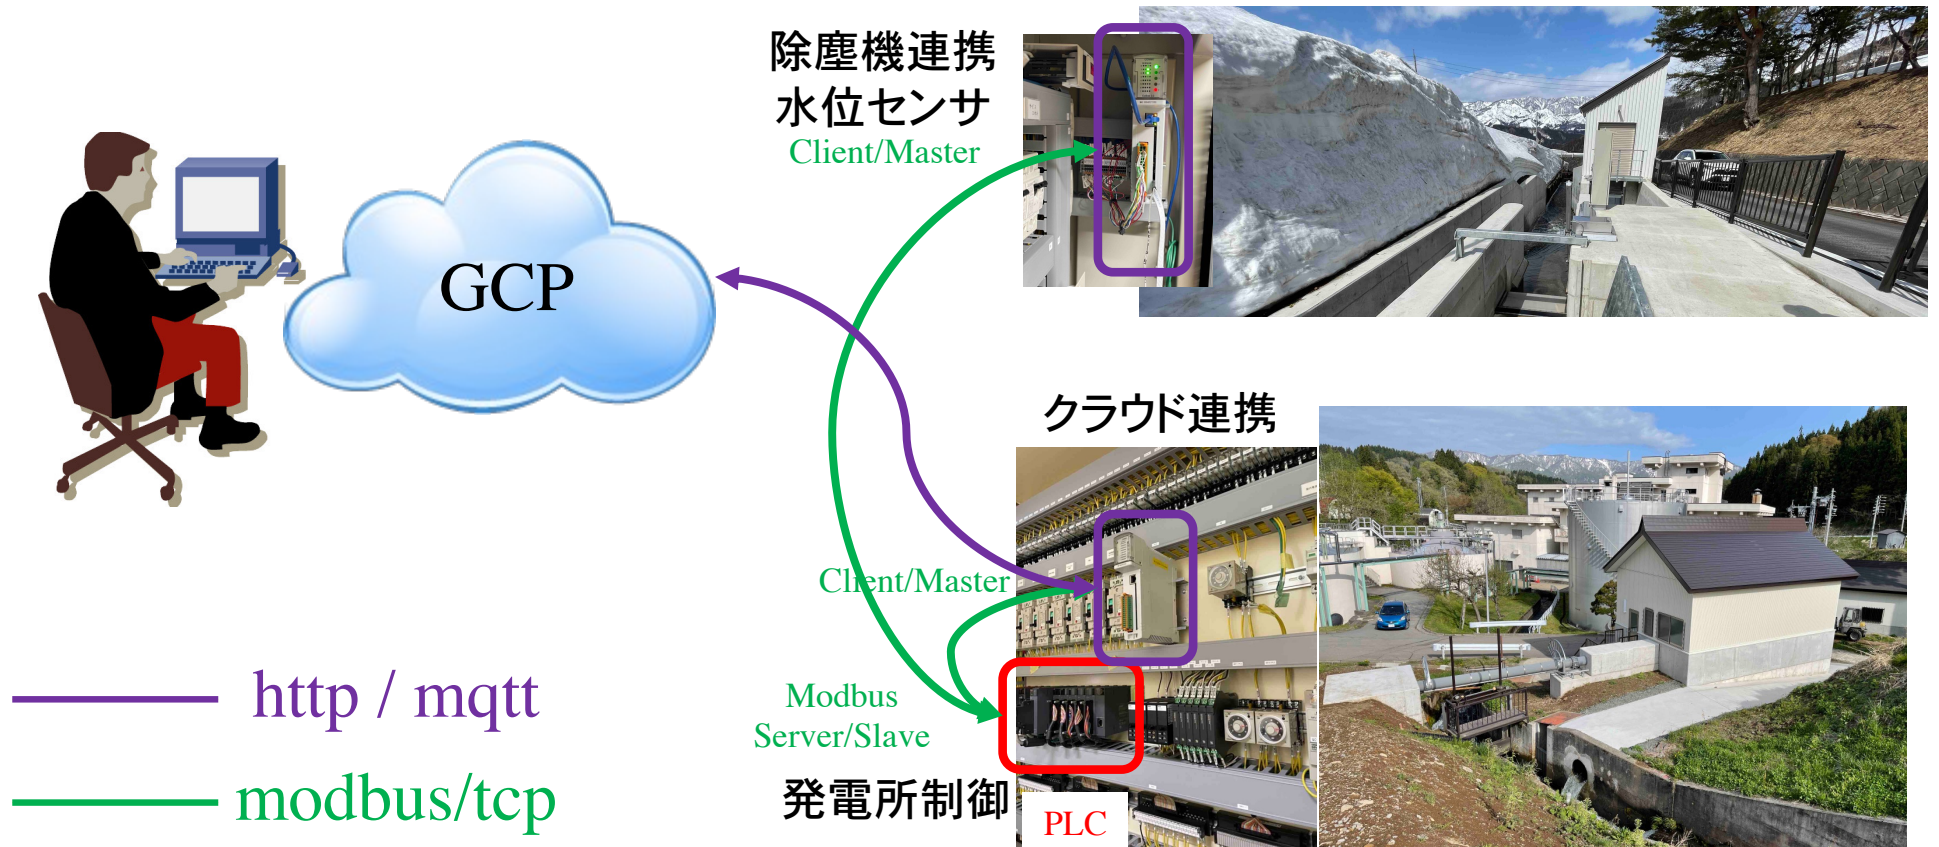 除塵機連携
水位センサ
Client/Master
GCP
クラウド連携
Client/Master
Modbus
Server/Slave
発電所制御
PLC
http / mqtt
modbus/tcp